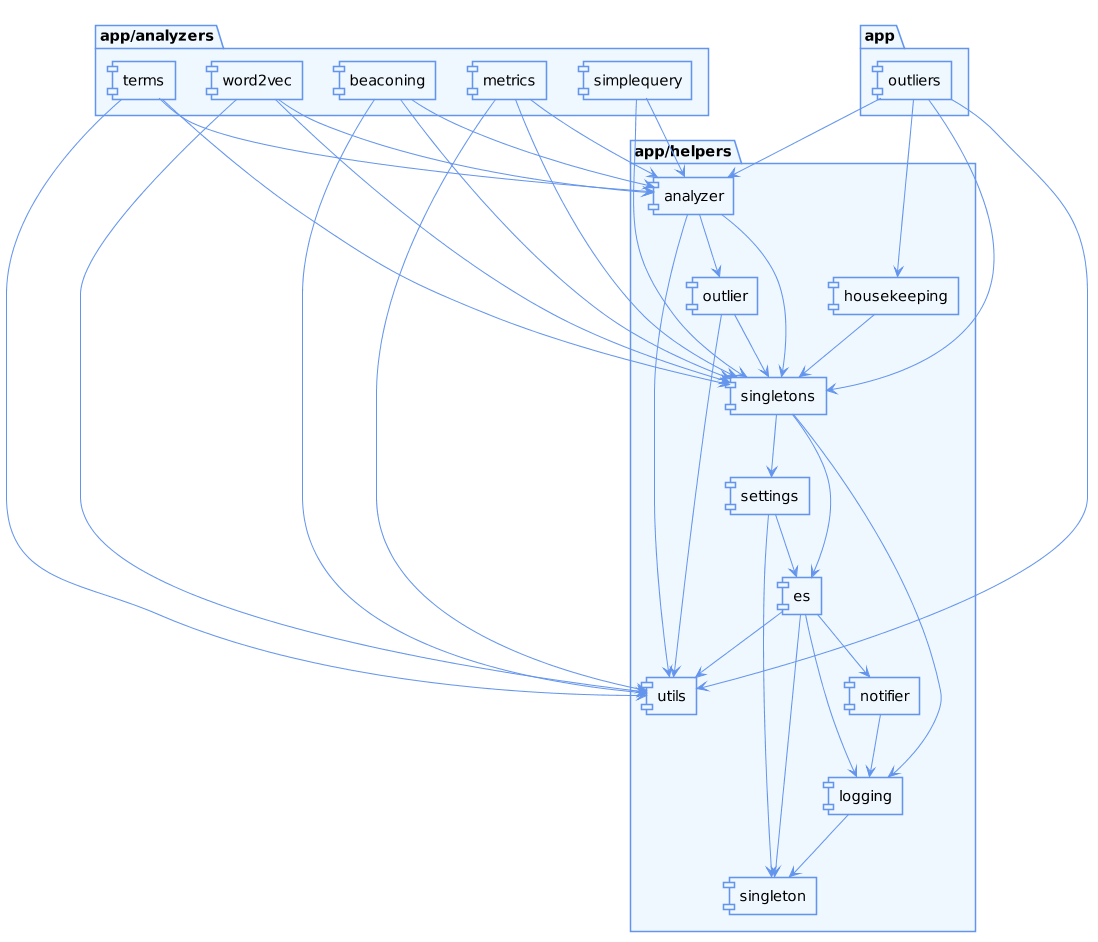 app/analyzers
app
terms
word2vec
beaconing
metrics
simplequery
outliers
app/helpers
analyzer
outlier
housekeeping
singletons
settings
es
utils
notifier
logging
singleton